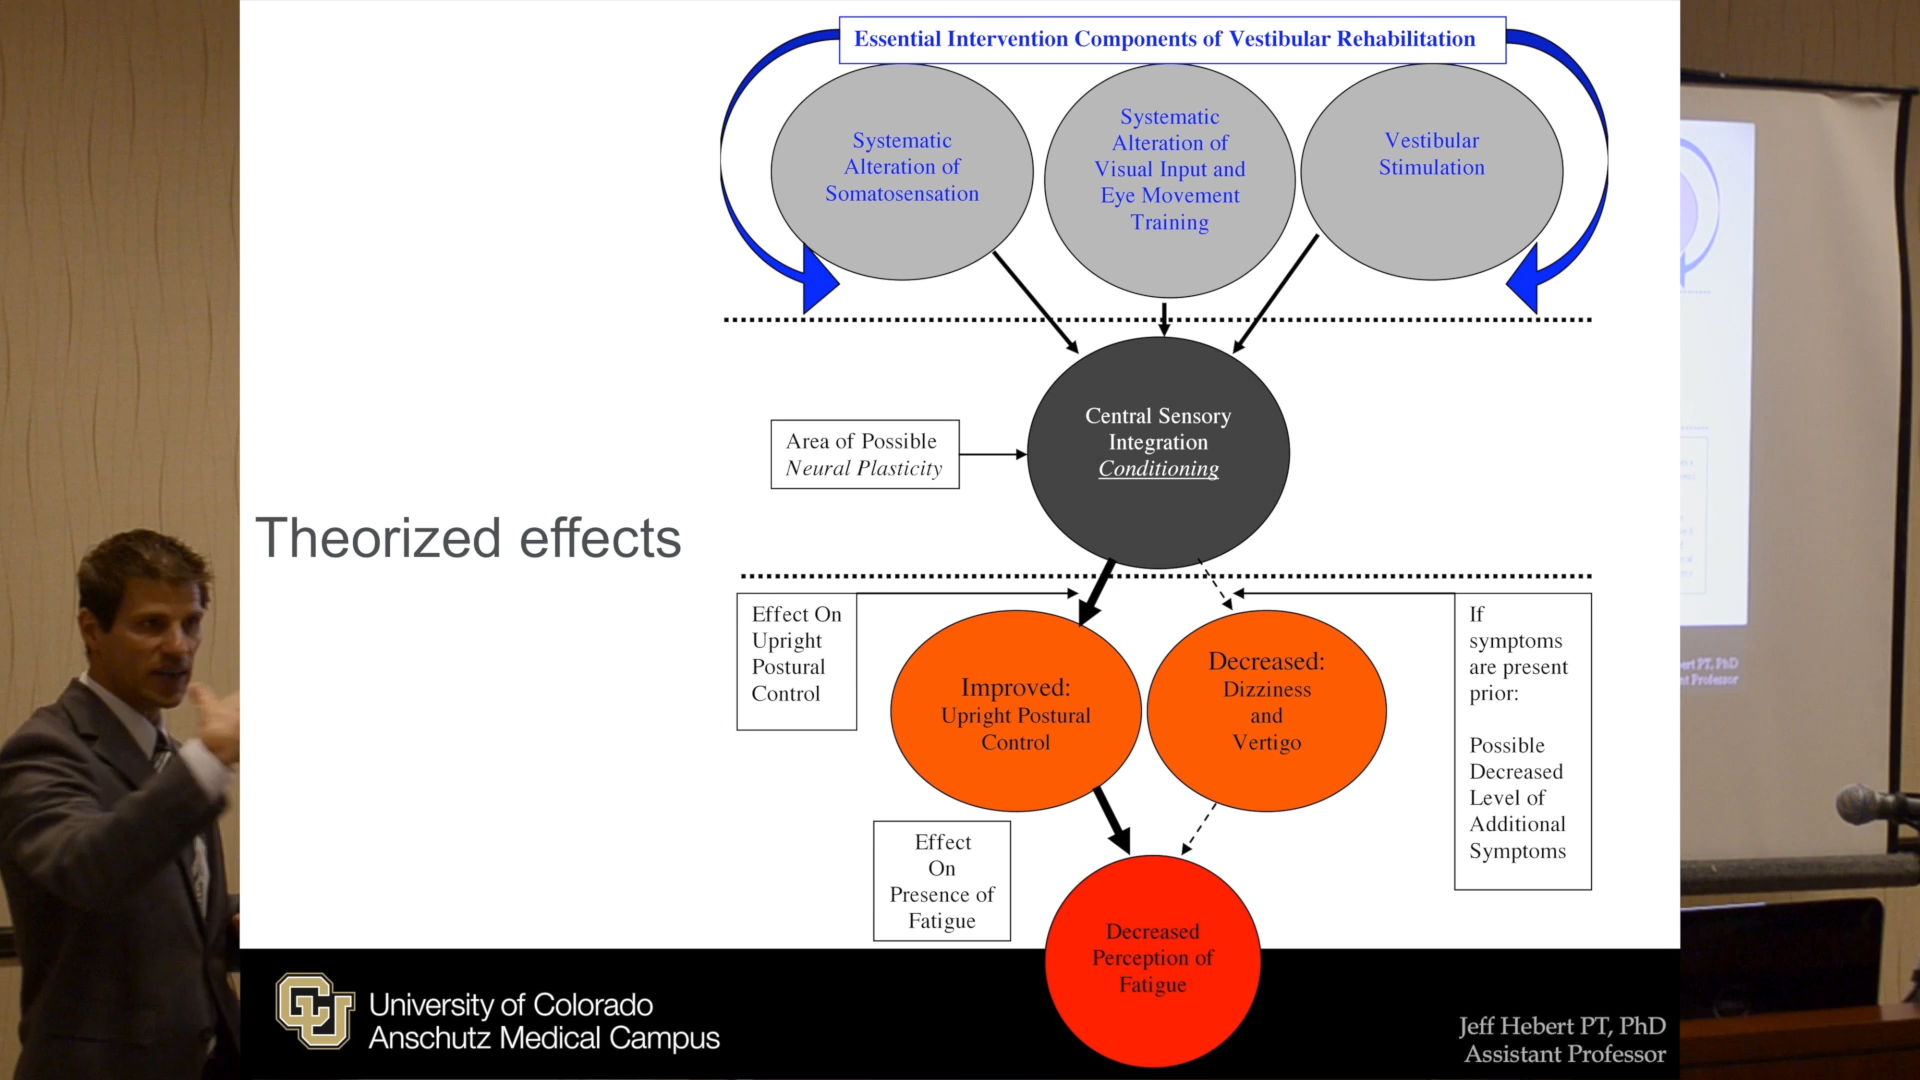 Essential Intervention Components of Vestibular Rehabilitation
Systematic
Alteration of
Somatosensation
Systematic
Alteration of
Visual Input and
Eye Movement
Training
Vestibular
Stimulation
Central Sensory
Integration
Conditioning
Area of Possible
Neural Plasticity
Theorized effects
Effect On
Upright
Postural
Control
Improved:
Upright Postural
Control
Decreased:
Dizziness
and
Vertigo
If
symptoms
are present
prior:
Possible
Decreased
Level of
Additional
Symptoms
Effect
On
Presence of
Fatigue
Decreased
Perception of
Fatigue
CU
University of Colorado
Anschutz Medical Campus
Jeff Hebert PT, PhD
Assistant Professor
PT, PhD
Professor